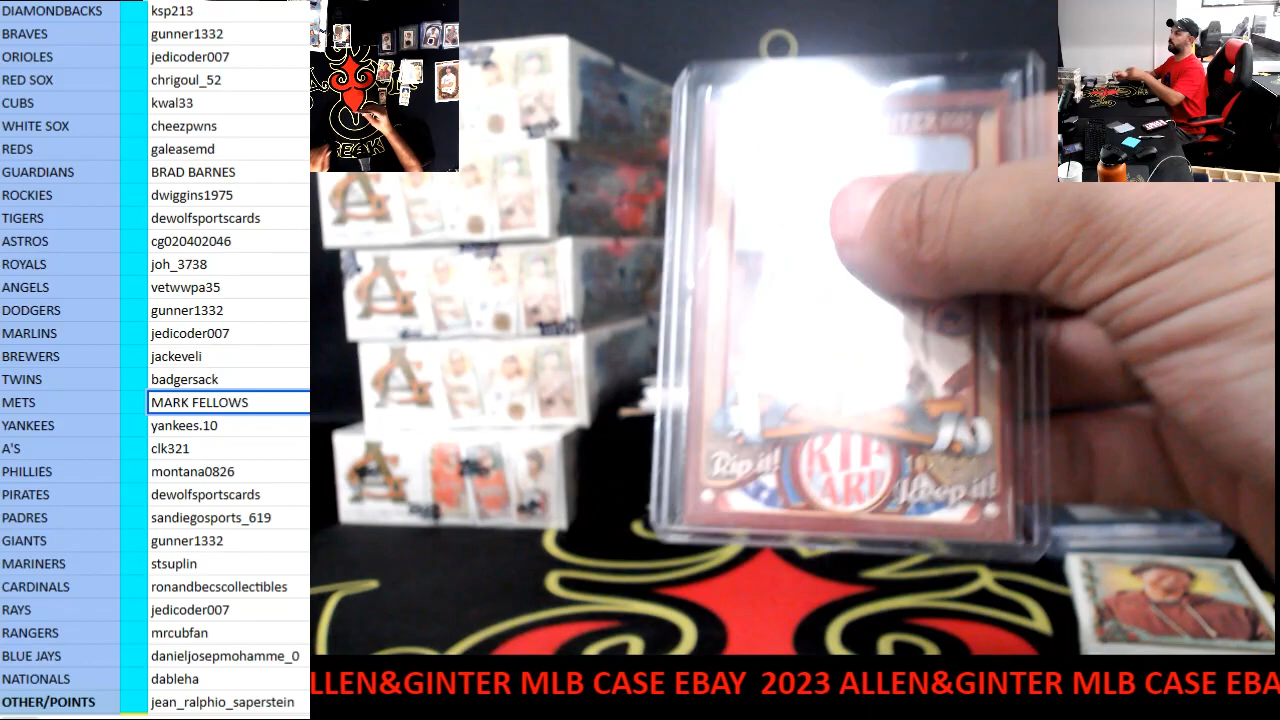 DIAMONDBACKS ksp213
BRAVES gunner1332
ORIOLES jedicoder007
RED SOX chrigoul_52
CUBS kwal33
WHITE SOX cheezpwns
REDS galeasemd
GUARDIANS BRAD BARNES
ROCKIES dwiggins1975
TIGERS dewolfsportscards
ASTROS cg020402046
ROYALS joh_3738
ANGELS vetwwpa35
DODGERS gunner1332
MARLINS jedicoder007
BREWERS jackeveli
TWINS badgersack
METS MARK FELLOWS
YANKEES yankees.10
A'S clk321
PHILLIES montana0826
PIRATES dewolfsportscards
PADRES sandiegosports_619
GIANTS gunner1332
MARINERS stsuplin
CARDINALS ronandbecscollectibles
RAYS jedicoder007
RANGERS mrcubfan
BLUE JAYS danieljosepmohamme_0
NATIONALS dableha
OTHER/POINTS jean_ralphio_saperstein
Rip it!
RIP
CARD
Keep it!
LLEN&GINTER MLB CASE EBAY 2023 ALLEN&GINTER MLB CASE EBA